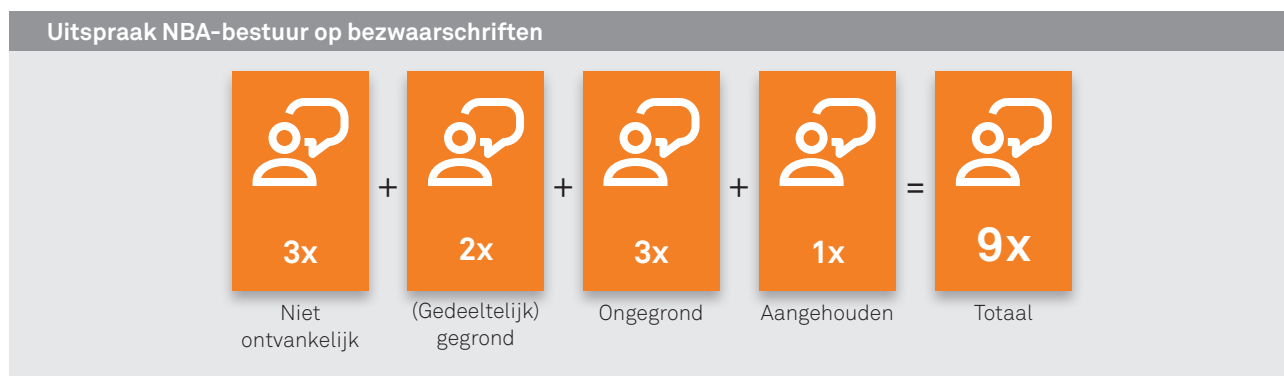 Uitspraak NBA-bestuur op bezwaarschriften
3x + 2x + 3x + 1x = 9x
Niet
ontvankelijk
(Gedeeltelijk)
gegrond
Ongegrond
Aangehouden
Totaal